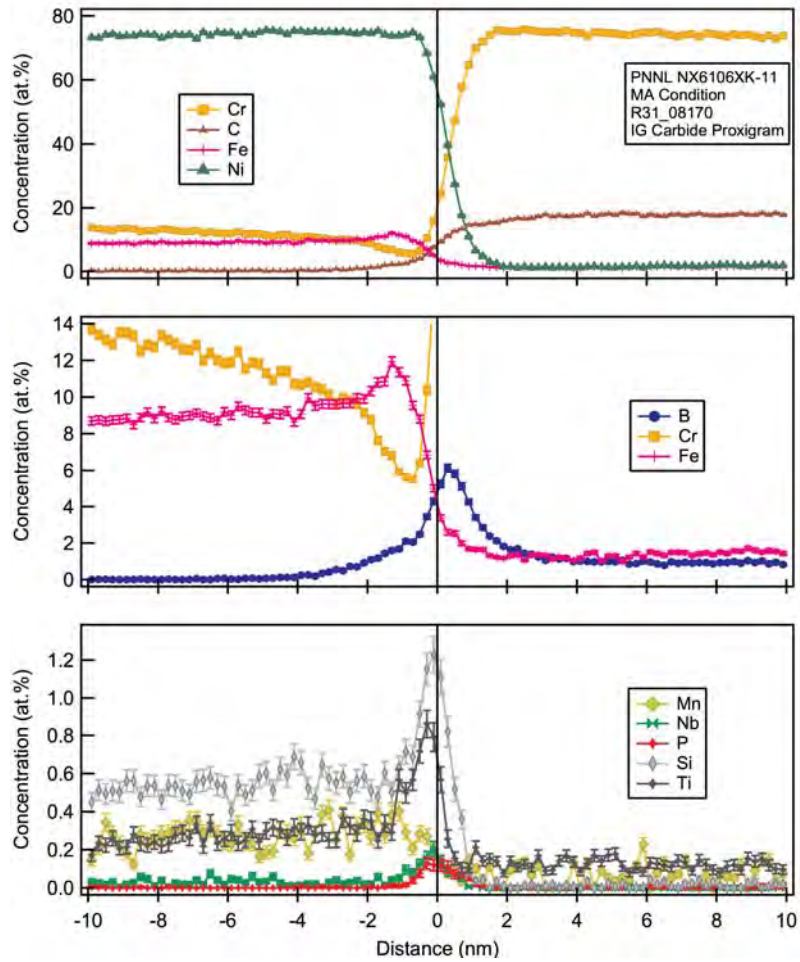 80
60
40
20
0
Concentration (at.%)
Cr
C
Fe
Ni
PNNL NX6106XK-11
MA Condition
R31_08170
IG Carbide Proxigram
14
12
10
8
6
4
2
0
Concentration (at.%)
B
Cr
Fe
1.2
1.0
0.8
0.6
0.4
0.2
0.0
Concentration (at.%)
Mn
Nb
P
Si
Ti
-10 -8 -6 -4 -2 0 2 4 6 8 10
Distance (nm)